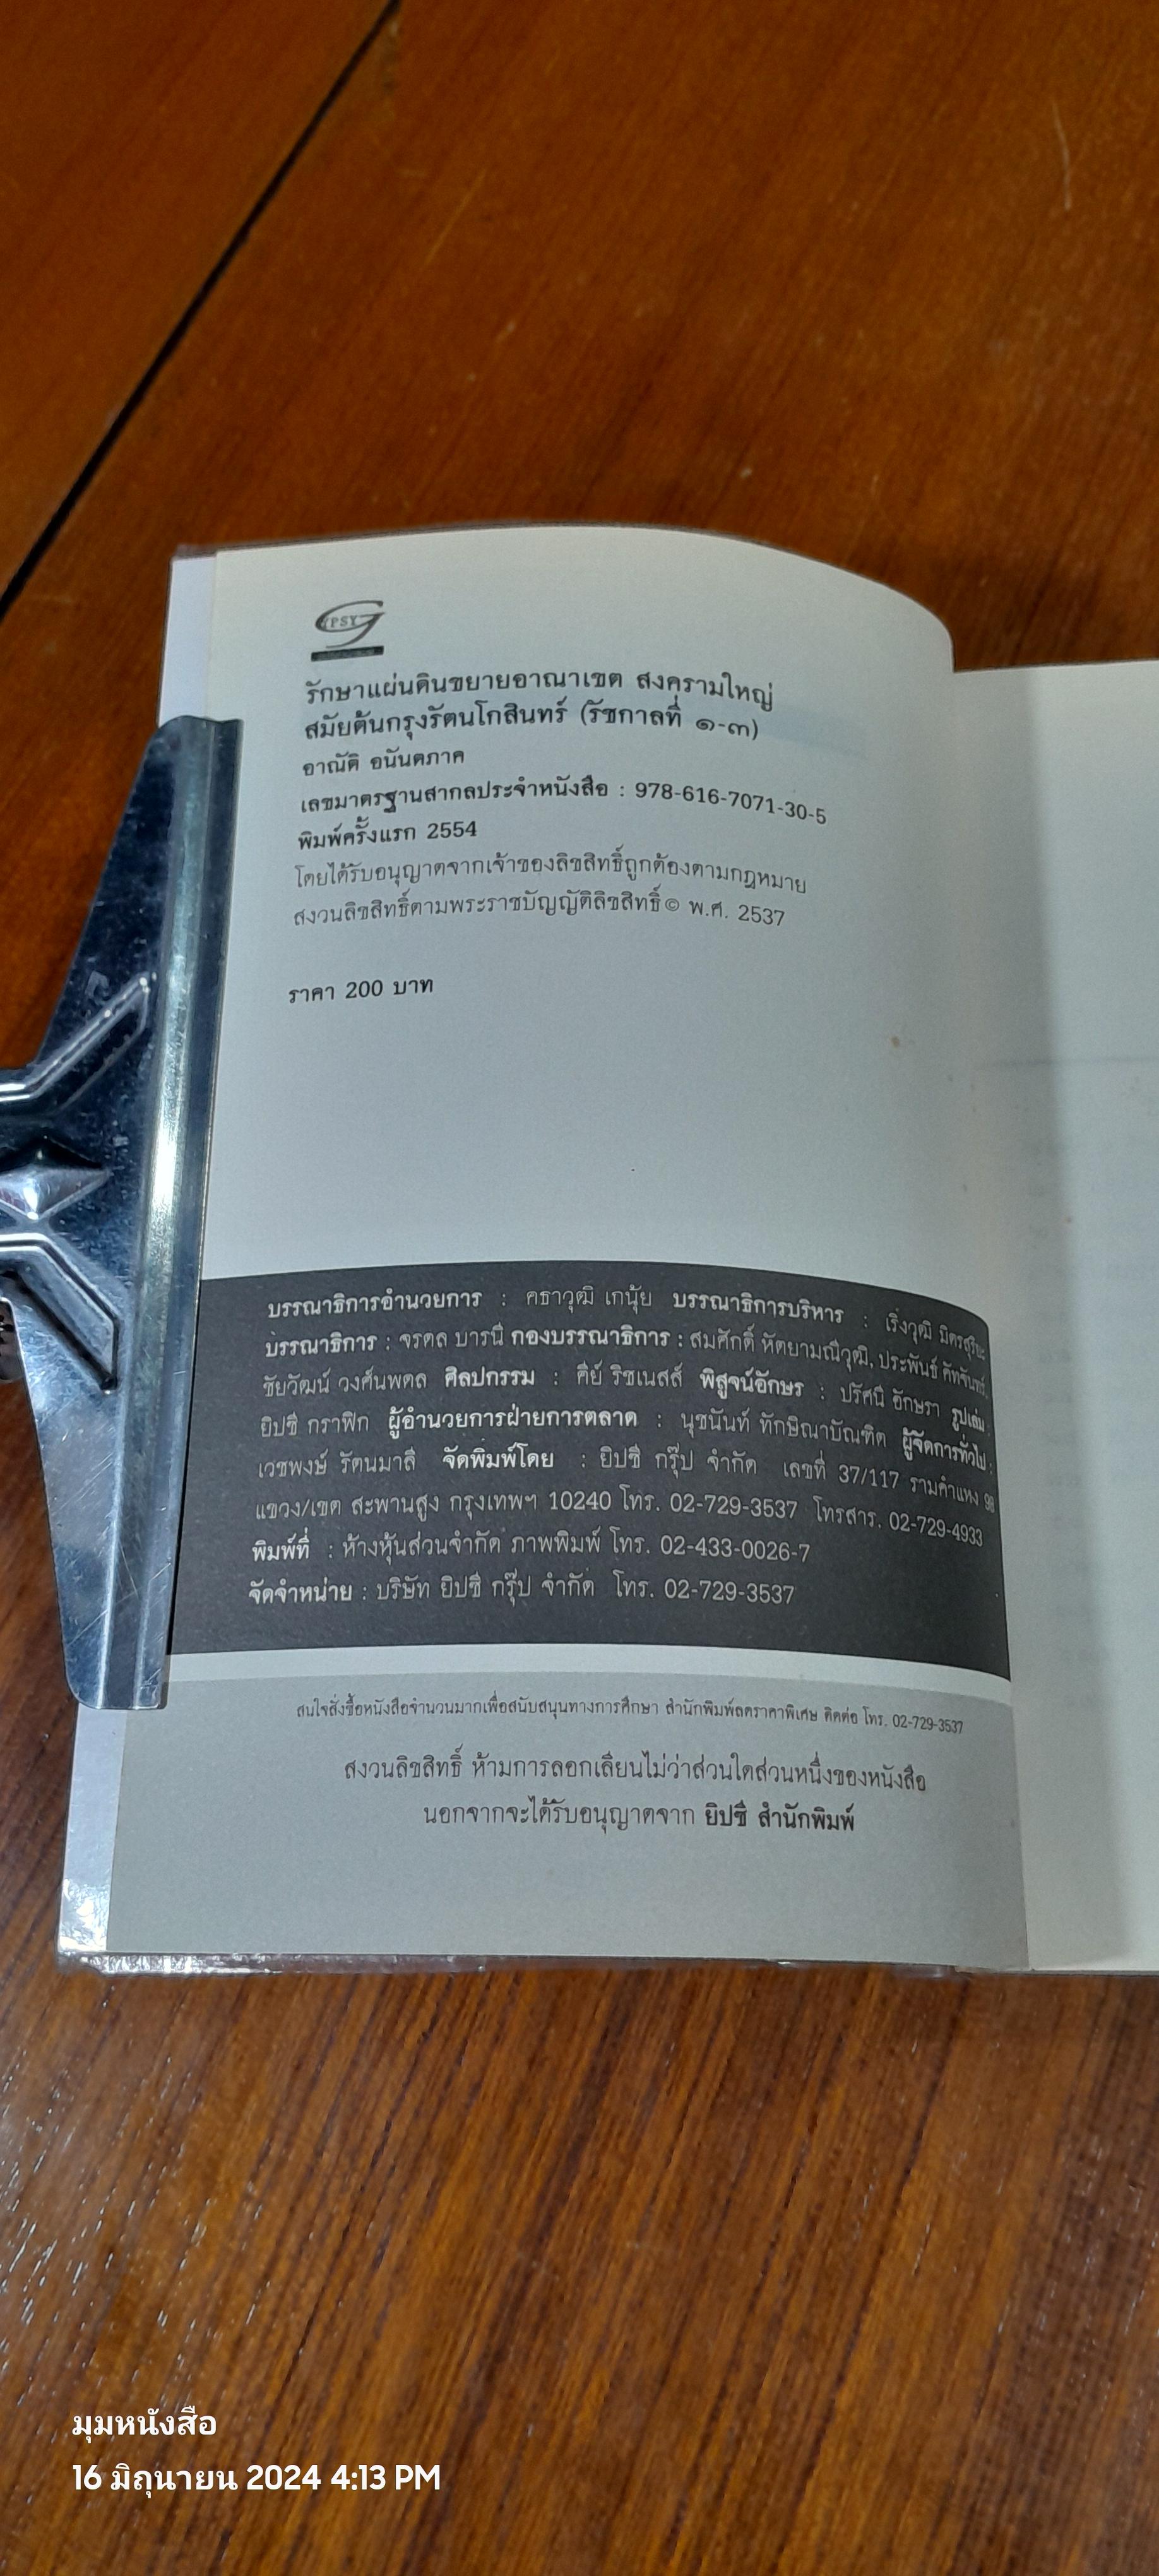 GYPSY
รักษาแผ่นดินขยายอาณาเขต สงครามใหญ่
สมัยต้นกรุงรัตนโกสินทร์ (รัชกาลที่ ๑-๓)
อาณัติ อนันตภาค
เลขมาตรฐานสากลประจำหนังสือ : 978-616-7071-30-5
พิมพ์ครั้งแรก 2554
โดยได้รับอนุญาตจากเจ้าของลิขสิทธิ์ถูกต้องตามกฎหมาย
สงวนลิขสิทธิ์ตามพระราชบัญญัติลิขสิทธิ์ © พ.ศ. 2537
ราคา 200 บาท
บรรณาธิการอำนวยการ : คธาวุฒิ เกนุ้ย บรรณาธิการบริหาร : เริงวุฒิ มิตรสุริยะ
บรรณาธิการ : จรดล บารนี กองบรรณาธิการ : สมศักดิ์ หัตยามณีวุฒิ, ประพันธ์ คัทจันทร์,
ชัยวัฒน์ วงศ์นพดล ศิลปกรรม : คีย์ ริชเนสส์ พิสูจน์อักษร : ปรัศนี อักษรา รูปเล่ม :
ยิปซี กราฟิก ผู้อำนวยการฝ่ายการตลาด : นุชนันท์ ทักษิณาบัณฑิต ผู้จัดการทั่วไป :
เวชพงษ์ รัตนมาลี จัดพิมพ์โดย : ยิปซี กรุ๊ป จำกัด เลขที่ 37/117 รามคำแหง 98
แขวง/เขต สะพานสูง กรุงเทพฯ 10240 โทร. 02-729-3537 โทรสาร. 02-729-4933
พิมพ์ที่ : ห้างหุ้นส่วนจำกัด ภาพพิมพ์ โทร. 02-433-0026-7
จัดจำหน่าย : บริษัท ยิปซี กรุ๊ป จำกัด โทร. 02-729-3537
สนใจสั่งซื้อหนังสือจำนวนมากเพื่อสนับสนุนทางการศึกษา สำนักพิมพ์ลดราคาพิเศษ ติดต่อ โทร. 02-729-3537
สงวนลิขสิทธิ์ ห้ามการลอกเลียนไม่ว่าส่วนใดส่วนหนึ่งของหนังสือ
นอกจากจะได้รับอนุญาตจาก ยิปซี สำนักพิมพ์
มุมหนังสือ
16 มิถุนายน 2024 4:13 PM